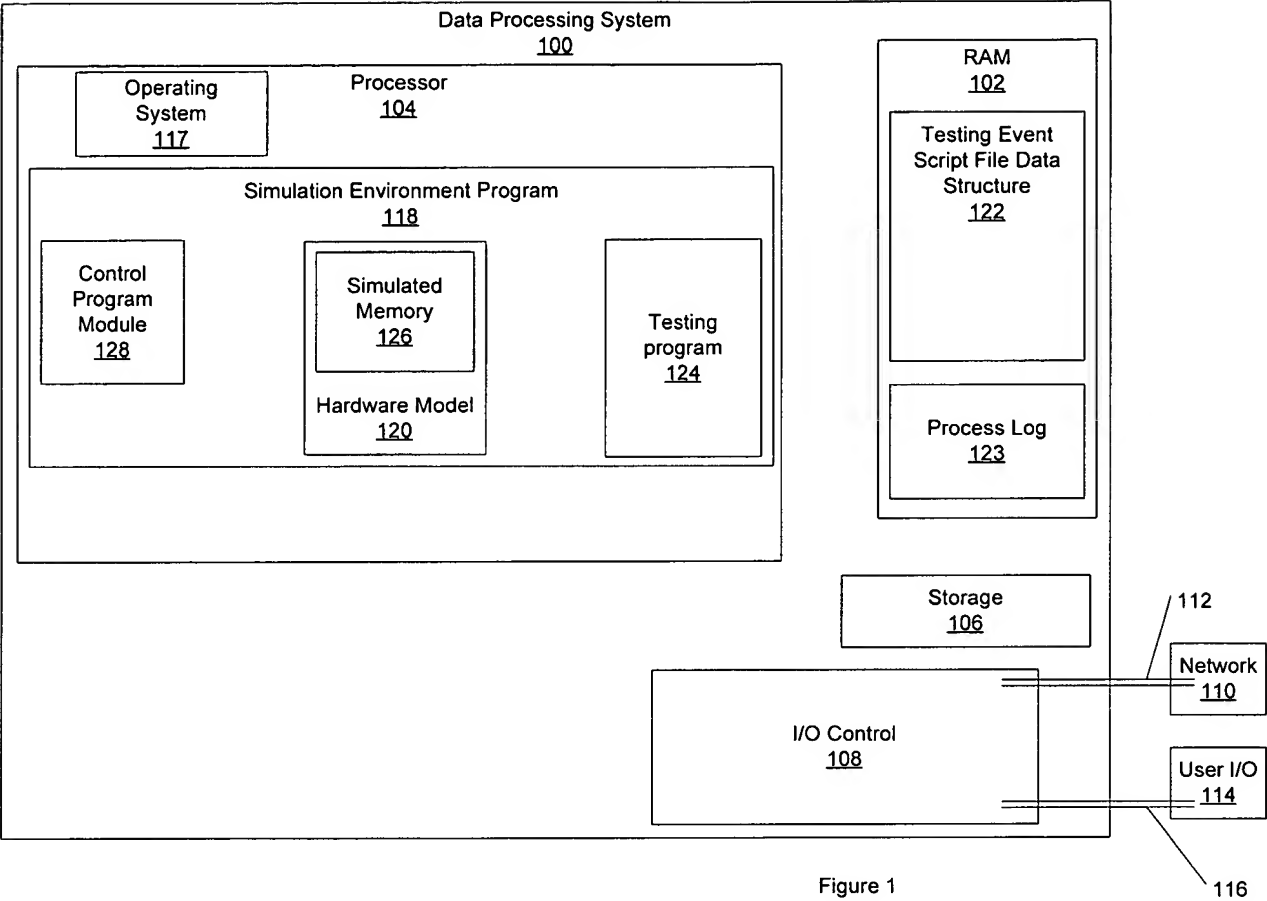 Data Processing System
100
Processor
104
Operating
System
117
Simulation Environment Program
118
Control
Program
Module
128
Simulated
Memory
126
Hardware Model
120
Testing
program
124
RAM
102
Testing Event
Script File Data
Structure
122
Process Log
123
Storage
106
I/O Control
108
112
Network
110
User I/O
114
116
Figure 1